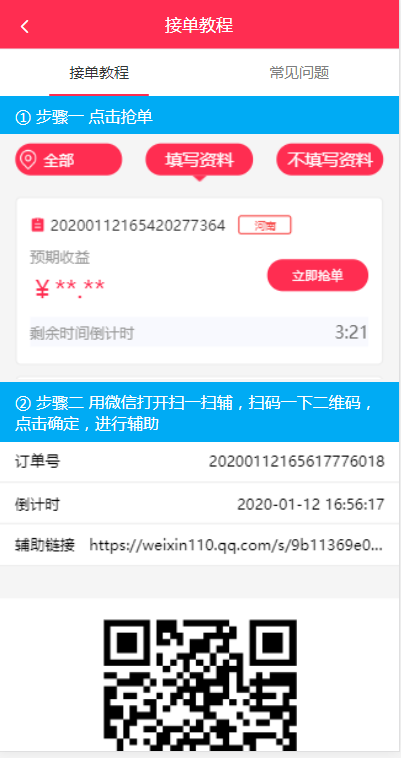 接单教程
接单教程 常见问题
① 步骤一 点击抢单
全部 填写资料 不填写资料
20200112165420277364 河南
预期收益
¥**.**
立即抢单
剩余时间倒计时 3:21
② 步骤二 用微信打开扫一扫辅，扫码一下二维码，
点击确定，进行辅助
订单号 20200112165617776018
倒计时 2020-01-12 16:56:17
辅助链接 https://weixin110.qq.com/s/9b11369e0...